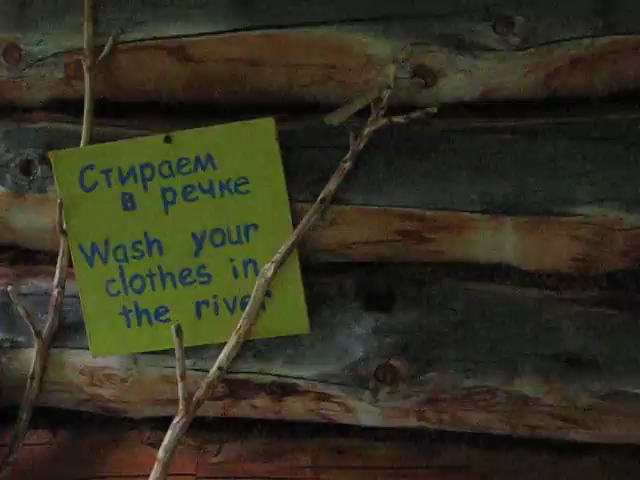 Стираем
в речке
Wash your
clothes in
the river